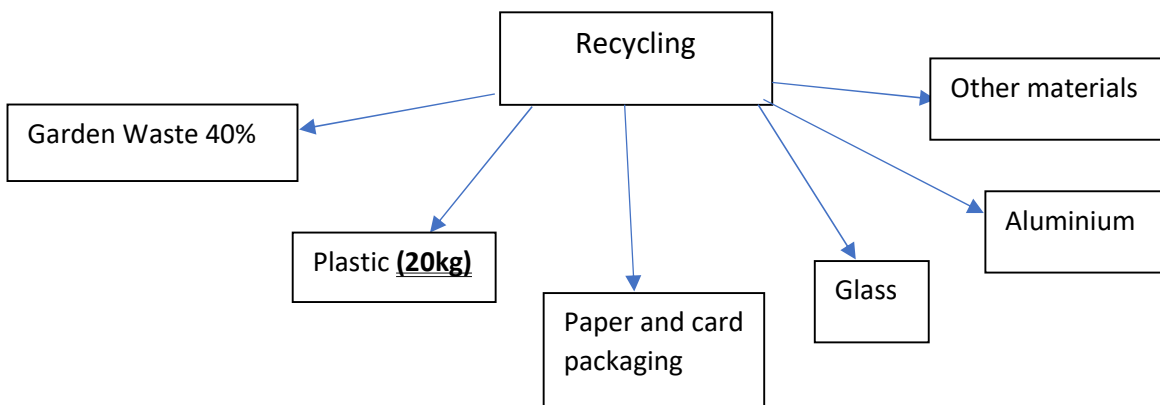 Recycling
Other materials
Garden Waste 40%
Aluminium
Plastic (20kg)
Glass
Paper and card
packaging